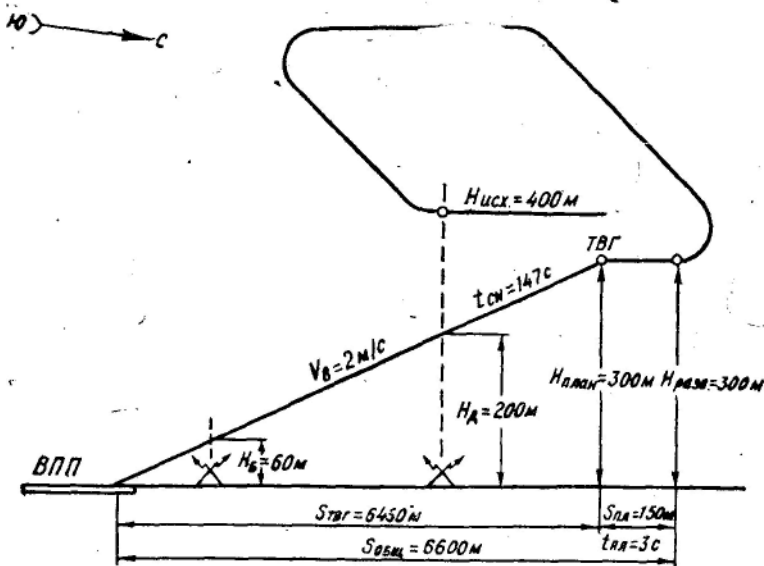 Ю
С
Hисх.=400м
ТВГ
tсн=147с
Vв=2м/с
Hплан=300м
Hразв=300м
Hд=200м
Hб=60м
ВПП
Sтвг=6450м
Sпл=150м
Sобщ=6600м
tпл=3с